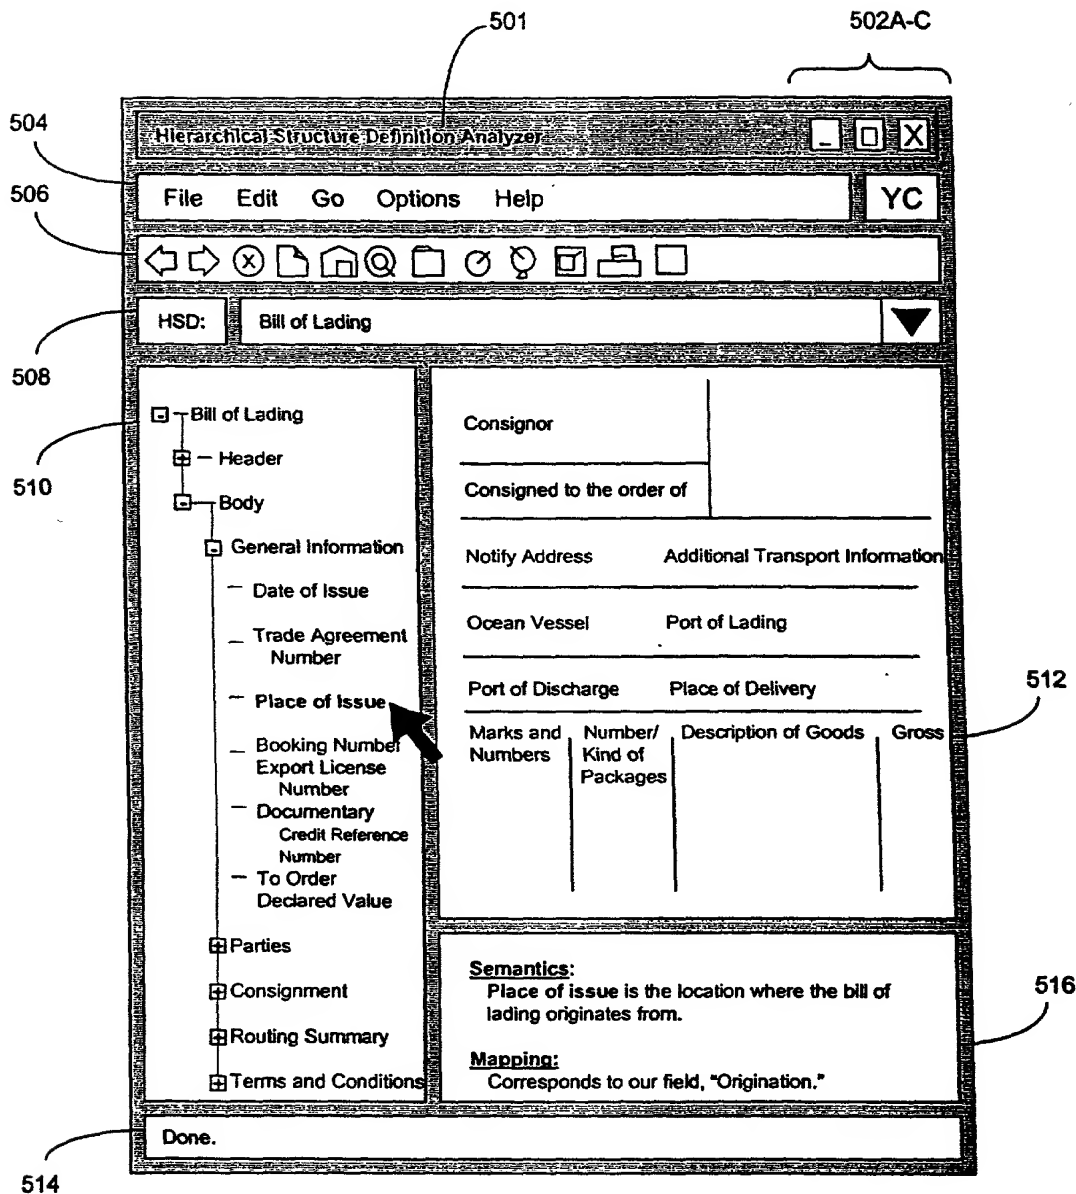 501
502A-C
504
Hierarchical Structure Definition Analyzer
506
File Edit Go Options Help
YC
508
HSD:
Bill of Lading
510
- Bill of Lading
+ Header
- Body
- General Information
Date of Issue
Trade Agreement
Number
Place of Issue
Booking Number
Export License
Number
Documentary
Credit Reference
Number
To Order
Declared Value
+ Parties
+ Consignment
+ Routing Summary
+ Terms and Conditions
Consignor
Consigned to the order of
Notify Address Additional Transport Information
Ocean Vessel Port of Lading
Port of Discharge Place of Delivery
512
Marks and Number/ Description of Goods Gross
Numbers Kind of
Packages
Semantics:
Place of issue is the location where the bill of
lading originates from.
516
Mapping:
Corresponds to our field, "Origination."
Done.
514